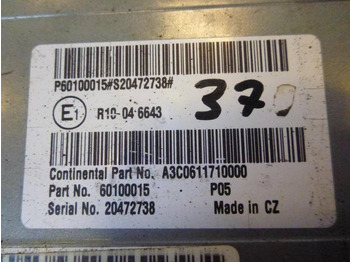 P60100015#S20472738#
E1 R10-04 6643 37
Continental Part No. A3C0611710000
Part No. 60100015 P05
Serial No. 20472738 Made in CZ